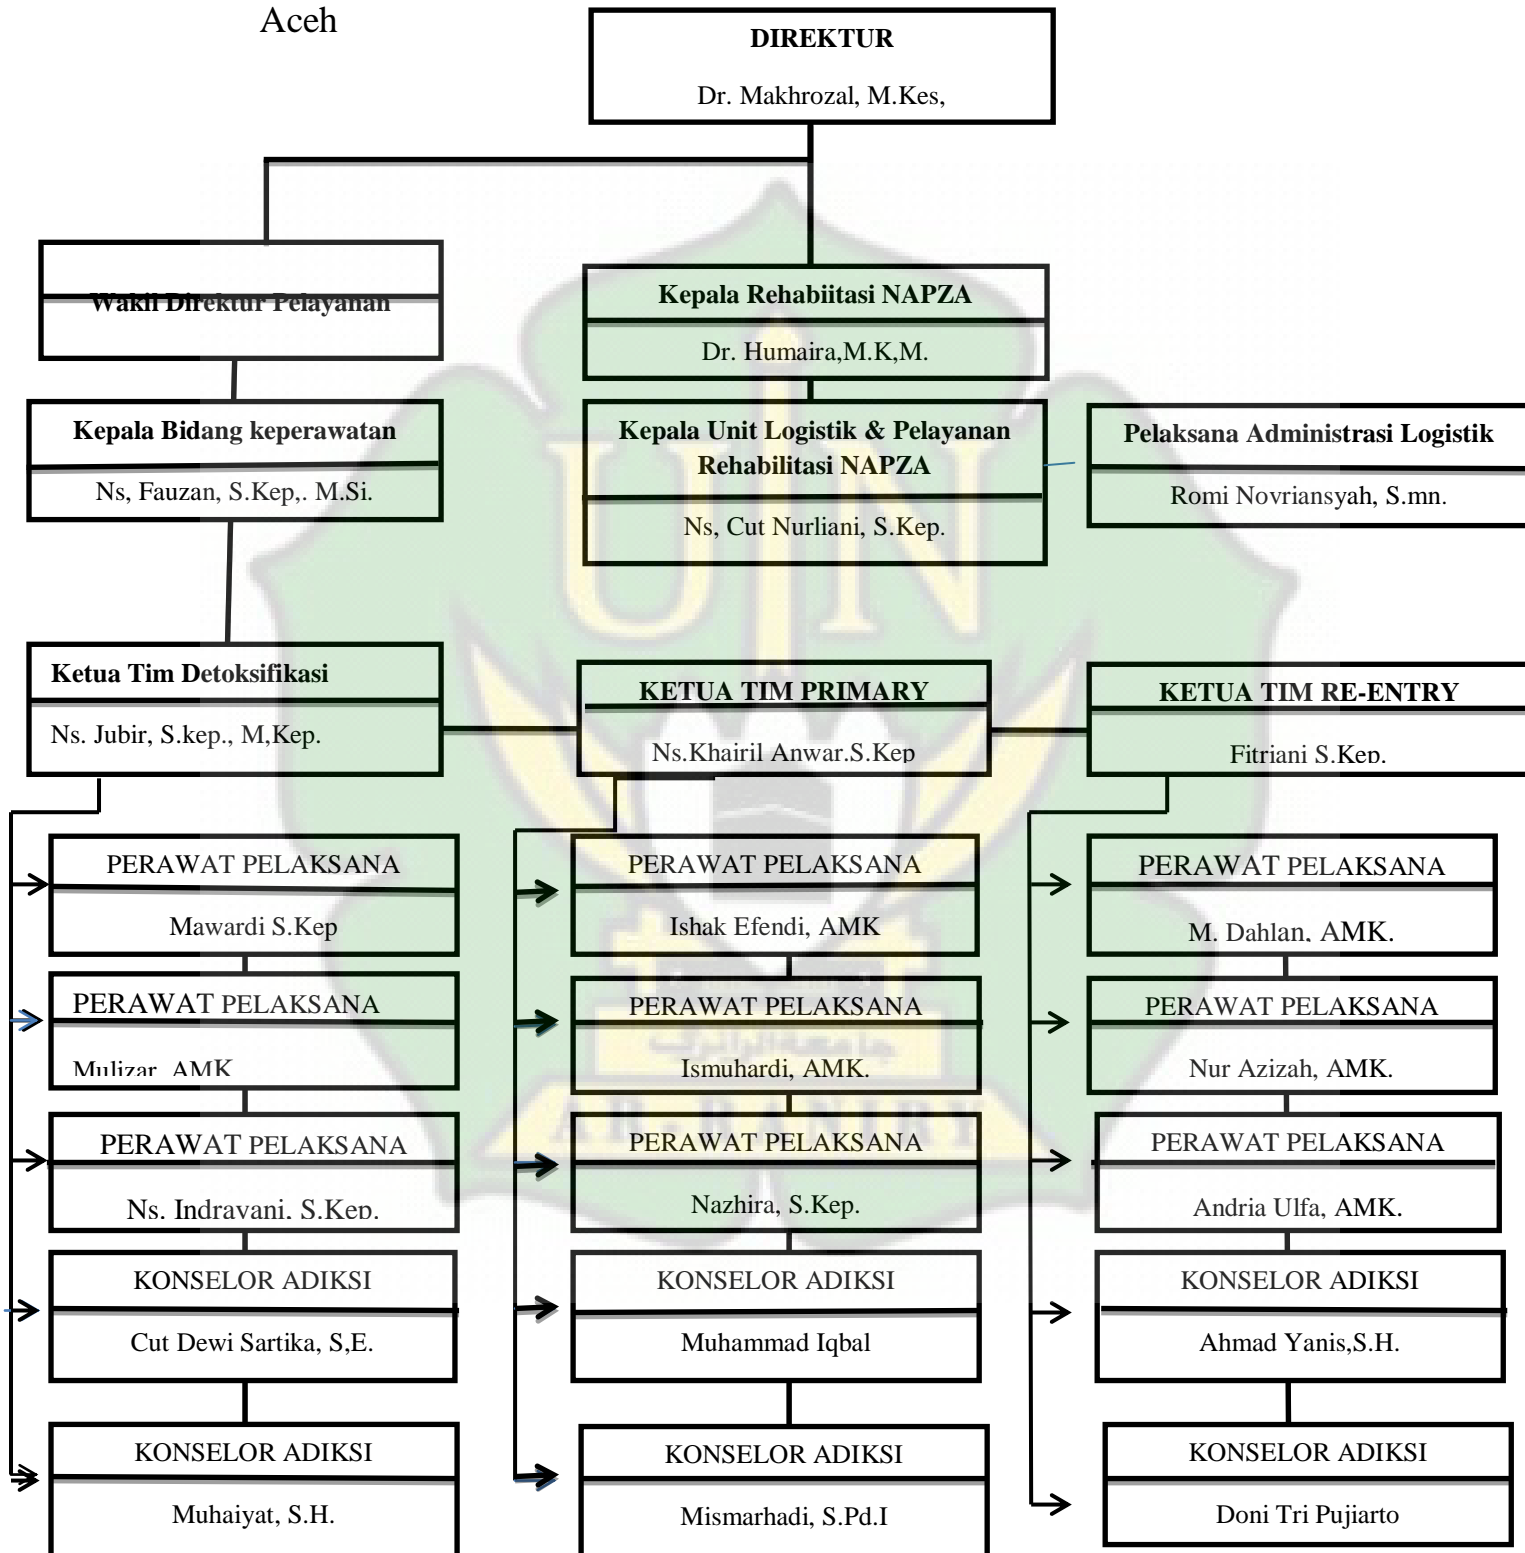 Aceh
DIREKTUR
Dr. Makhrozal, M.Kes,
Wakil Direktur Pelayanan
Kepala Rehabiitasi NAPZA
Dr. Humaira,M.K,M.
Kepala Bidang keperawatan
Ns, Fauzan, S.Kep,. M.Si.
Kepala Unit Logistik & Pelayanan
Rehabilitasi NAPZA
Ns, Cut Nurliani, S.Kep.
Pelaksana Administrasi Logistik
Romi Novriansyah, S.mn.
Ketua Tim Detoksifikasi
Ns. Jubir, S.kep., M,Kep.
KETUA TIM PRIMARY
Ns.Khairil Anwar.S.Kep
KETUA TIM RE-ENTRY
Fitriani S.Kep.
PERAWAT PELAKSANA
Mawardi S.Kep
PERAWAT PELAKSANA
Mulizar, AMK
PERAWAT PELAKSANA
Ns. Indrayani, S.Kep.
KONSELOR ADIKSI
Cut Dewi Sartika, S,E.
KONSELOR ADIKSI
Muhaiyat, S.H.
PERAWAT PELAKSANA
Ishak Efendi, AMK
PERAWAT PELAKSANA
Ismuhardi, AMK.
PERAWAT PELAKSANA
Nazhira, S.Kep.
KONSELOR ADIKSI
Muhammad Iqbal
KONSELOR ADIKSI
Mismarhadi, S.Pd.I
PERAWAT PELAKSANA
M. Dahlan, AMK.
PERAWAT PELAKSANA
Nur Azizah, AMK.
PERAWAT PELAKSANA
Andria Ulfa, AMK.
KONSELOR ADIKSI
Ahmad Yanis,S.H.
KONSELOR ADIKSI
Doni Tri Pujiarto
UIN
جامعة الرانيري
AR-RANIRY